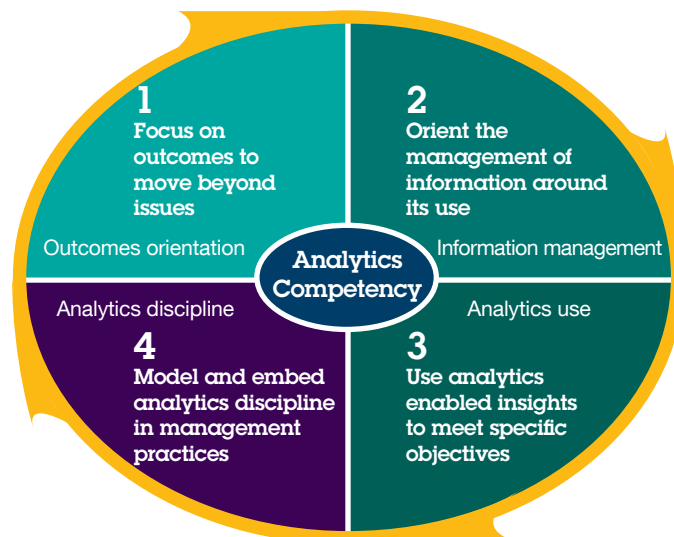 1
Focus on
outcomes to
move beyond
issues
Outcomes orientation
2
Orient the
management of
information around
its use
Information management
Analytics
Competency
Analytics use
3
Use analytics
enabled insights
to meet specific
objectives
Analytics discipline
4
Model and embed
analytics discipline
in management
practices